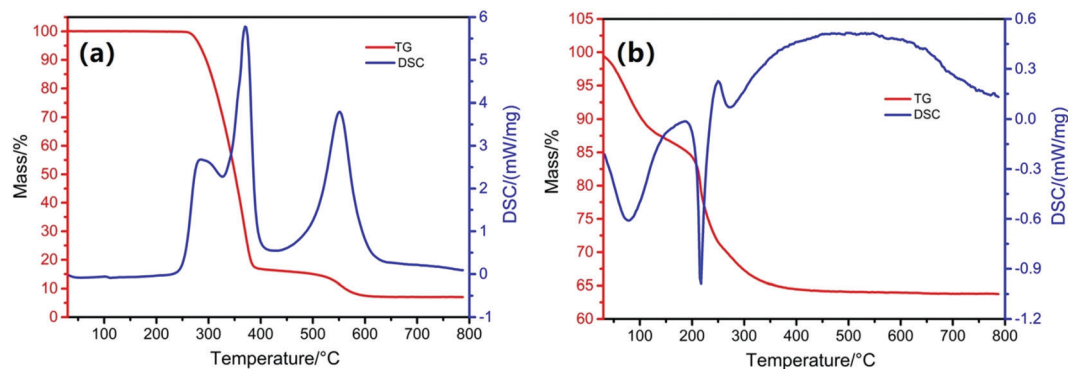 (a)
TG
DSC
Mass/%
100
90
80
70
60
50
40
30
20
10
0
100 200 300 400 500 600 700 800
Temperature/°C
6
5
4
3
2
1
0
-1
DSC/(mW/mg)
(b)
TG
DSC
Mass/%
105
100
95
90
85
80
75
70
65
60
100 200 300 400 500 600 700 800
Temperature/°C
0.6
0.3
0.0
-0.3
-0.6
-0.9
-1.2
DSC/(mW/mg)